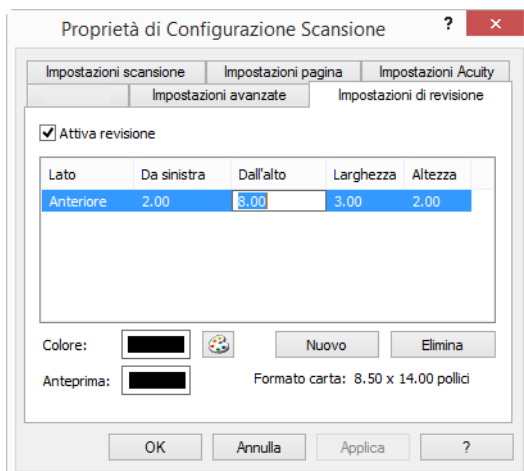 Proprietà di Configurazione Scansione ?
Impostazioni scansione Impostazioni pagina Impostazioni Acuity
Impostazioni avanzate Impostazioni di revisione
Attiva revisione
Lato Da sinistra Dall'alto Larghezza Altezza
Anteriore 2.00 8.00 3.00 2.00
Colore: Nuovo Elimina
Anteprima: Formato carta: 8.50 x 14.00 pollici
OK Annulla Applica ?